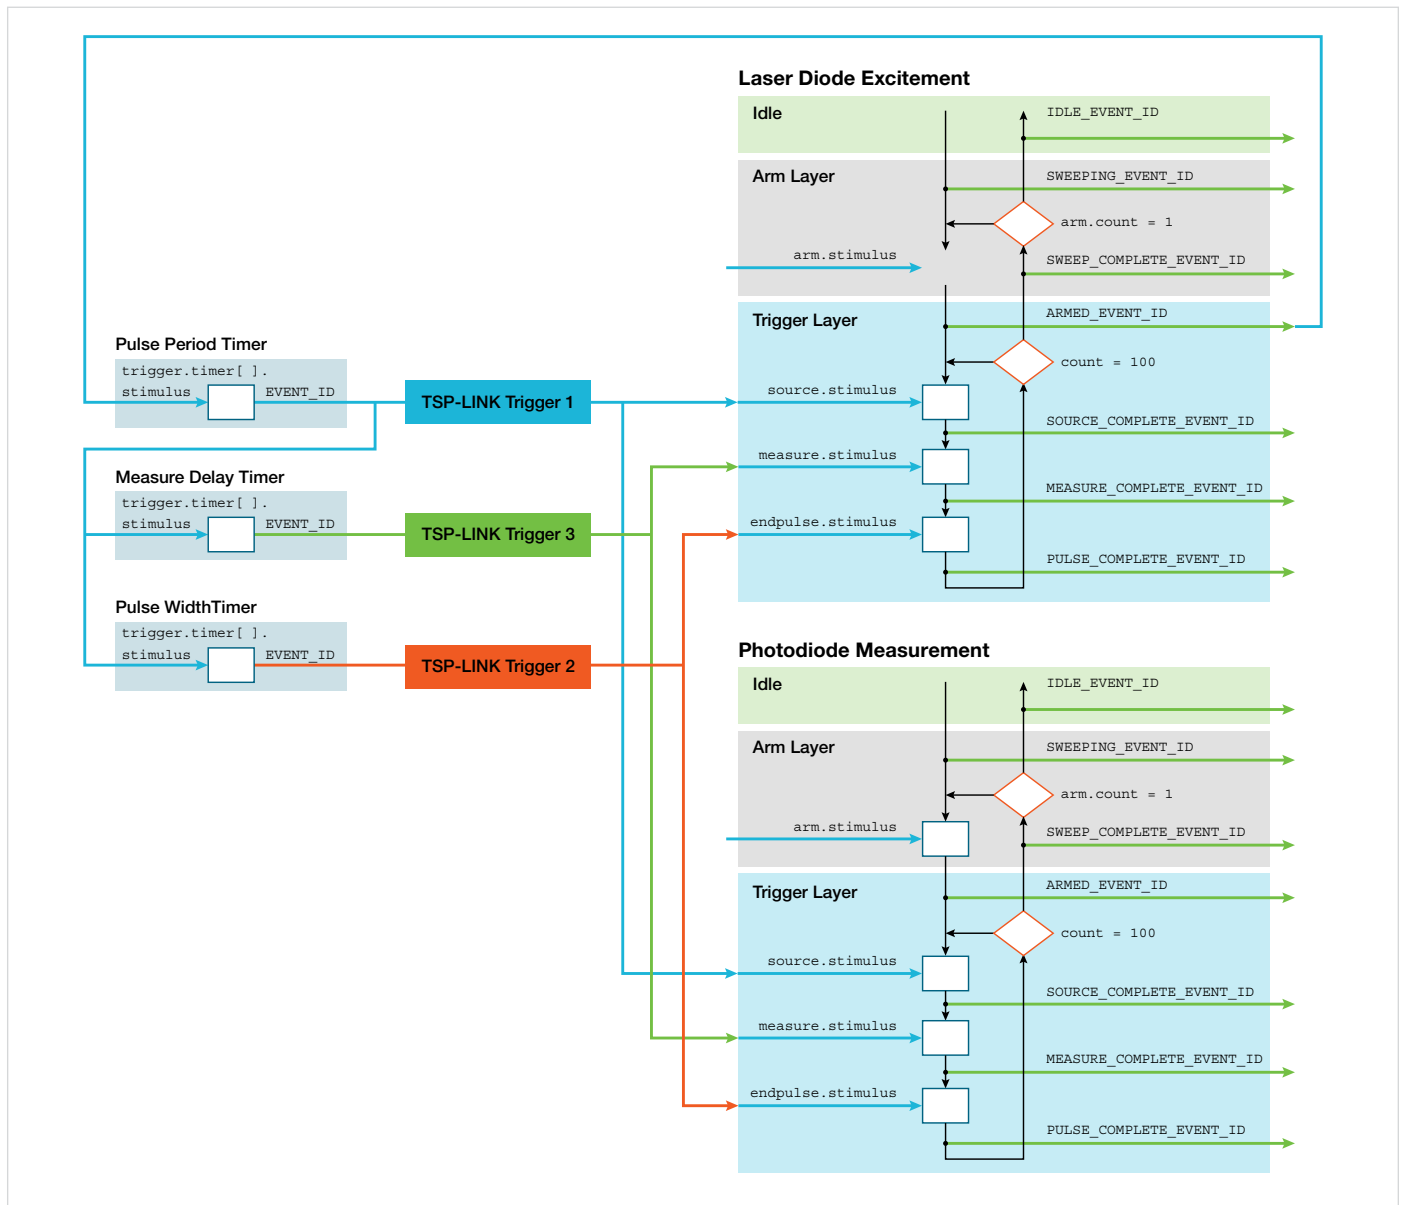 Laser Diode Excitement
Idle
IDLE_EVENT_ID
Arm Layer
SWEEPING_EVENT_ID
arm.count = 1
arm.stimulus
SWEEP_COMPLETE_EVENT_ID
Trigger Layer
ARMED_EVENT_ID
count = 100
source.stimulus
SOURCE_COMPLETE_EVENT_ID
measure.stimulus
MEASURE_COMPLETE_EVENT_ID
endpulse.stimulus
PULSE_COMPLETE_EVENT_ID
Pulse Period Timer
trigger.timer[ ].
stimulus
EVENT_ID
TSP-LINK Trigger 1
Measure Delay Timer
trigger.timer[ ].
stimulus
EVENT_ID
TSP-LINK Trigger 3
Pulse WidthTimer
trigger.timer[ ].
stimulus
EVENT_ID
TSP-LINK Trigger 2
Photodiode Measurement
Idle
IDLE_EVENT_ID
Arm Layer
SWEEPING_EVENT_ID
arm.count = 1
arm.stimulus
SWEEP_COMPLETE_EVENT_ID
Trigger Layer
ARMED_EVENT_ID
count = 100
source.stimulus
SOURCE_COMPLETE_EVENT_ID
measure.stimulus
MEASURE_COMPLETE_EVENT_ID
endpulse.stimulus
PULSE_COMPLETE_EVENT_ID